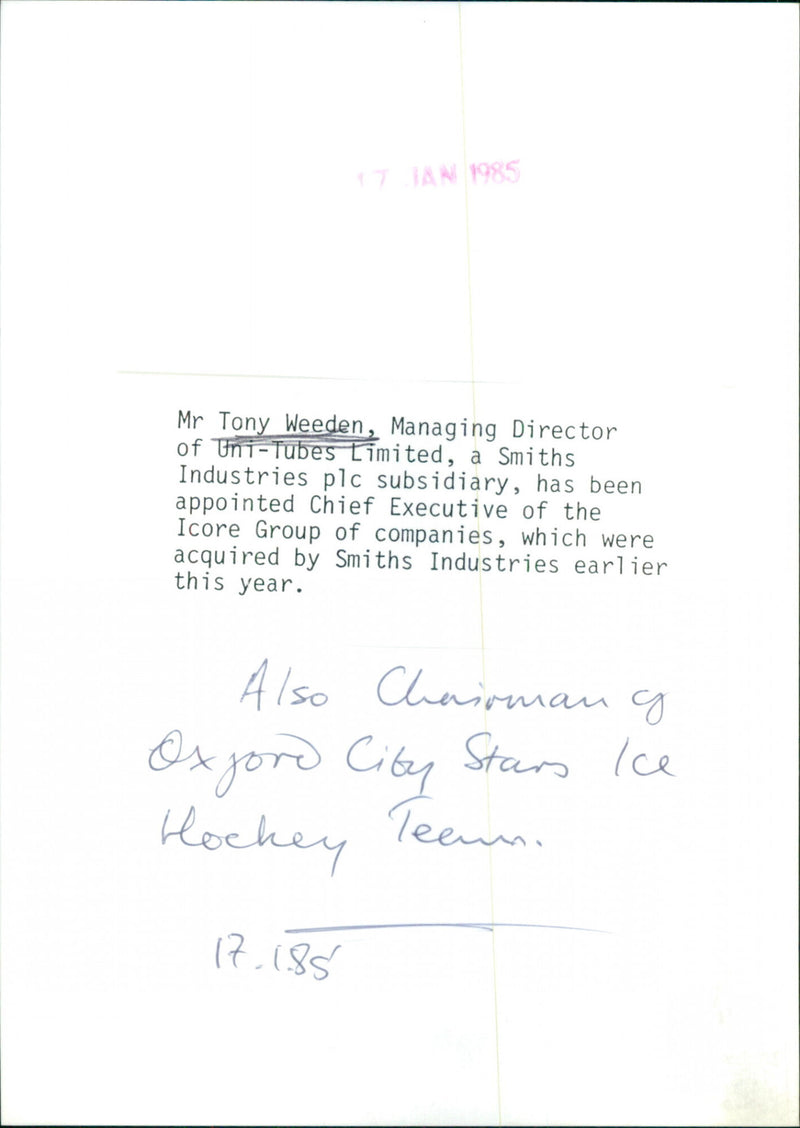 17 JAN 1985
Mr Tony Weeden, Managing Director
of Uni-Tubes Limited, a Smiths
Industries plc subsidiary, has been
appointed Chief Executive of the
Icore Group of companies, which were
acquired by Smiths Industries earlier
this year.
Also Chairman of
Oxford City Stars Ice
Hockey Team.
17.1.85